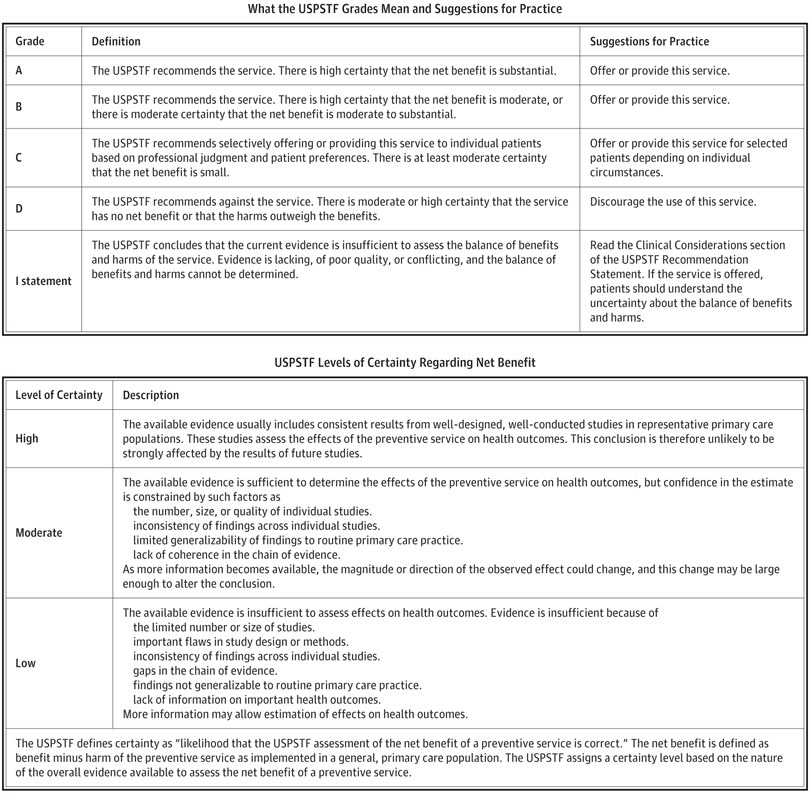 What the USPSTF Grades Mean and Suggestions for Practice
Grade
Definition
Suggestions for Practice
A
The USPSTF recommends the service. There is high certainty that the net benefit is substantial.
Offer or provide this service.
B
The USPSTF recommends the service. There is high certainty that the net benefit is moderate, or
there is moderate certainty that the net benefit is moderate to substantial.
Offer or provide this service.
C
The USPSTF recommends selectively offering or providing this service to individual patients
based on professional judgment and patient preferences. There is at least moderate certainty
that the net benefit is small.
Offer or provide this service for selected
patients depending on individual
circumstances.
D
The USPSTF recommends against the service. There is moderate or high certainty that the service
has no net benefit or that the harms outweigh the benefits.
Discourage the use of this service.
I statement
The USPSTF concludes that the current evidence is insufficient to assess the balance of benefits
and harms of the service. Evidence is lacking, of poor quality, or conflicting, and the balance of
benefits and harms cannot be determined.
Read the Clinical Considerations section
of the USPSTF Recommendation
Statement. If the service is offered,
patients should understand the
uncertainty about the balance of benefits
and harms.
USPSTF Levels of Certainty Regarding Net Benefit
Level of Certainty
Description
High
The available evidence usually includes consistent results from well-designed, well-conducted studies in representative primary care
populations. These studies assess the effects of the preventive service on health outcomes. This conclusion is therefore unlikely to be
strongly affected by the results of future studies.
Moderate
The available evidence is sufficient to determine the effects of the preventive service on health outcomes, but confidence in the estimate
is constrained by such factors as
the number, size, or quality of individual studies.
inconsistency of findings across individual studies.
limited generalizability of findings to routine primary care practice.
lack of coherence in the chain of evidence.
As more information becomes available, the magnitude or direction of the observed effect could change, and this change may be large
enough to alter the conclusion.
Low
The available evidence is insufficient to assess effects on health outcomes. Evidence is insufficient because of
the limited number or size of studies.
important flaws in study design or methods.
inconsistency of findings across individual studies.
gaps in the chain of evidence.
findings not generalizable to routine primary care practice.
lack of information on important health outcomes.
More information may allow estimation of effects on health outcomes.
The USPSTF defines certainty as “likelihood that the USPSTF assessment of the net benefit of a preventive service is correct.” The net benefit is defined as
benefit minus harm of the preventive service as implemented in a general, primary care population. The USPSTF assigns a certainty level based on the nature
of the overall evidence available to assess the net benefit of a preventive service.